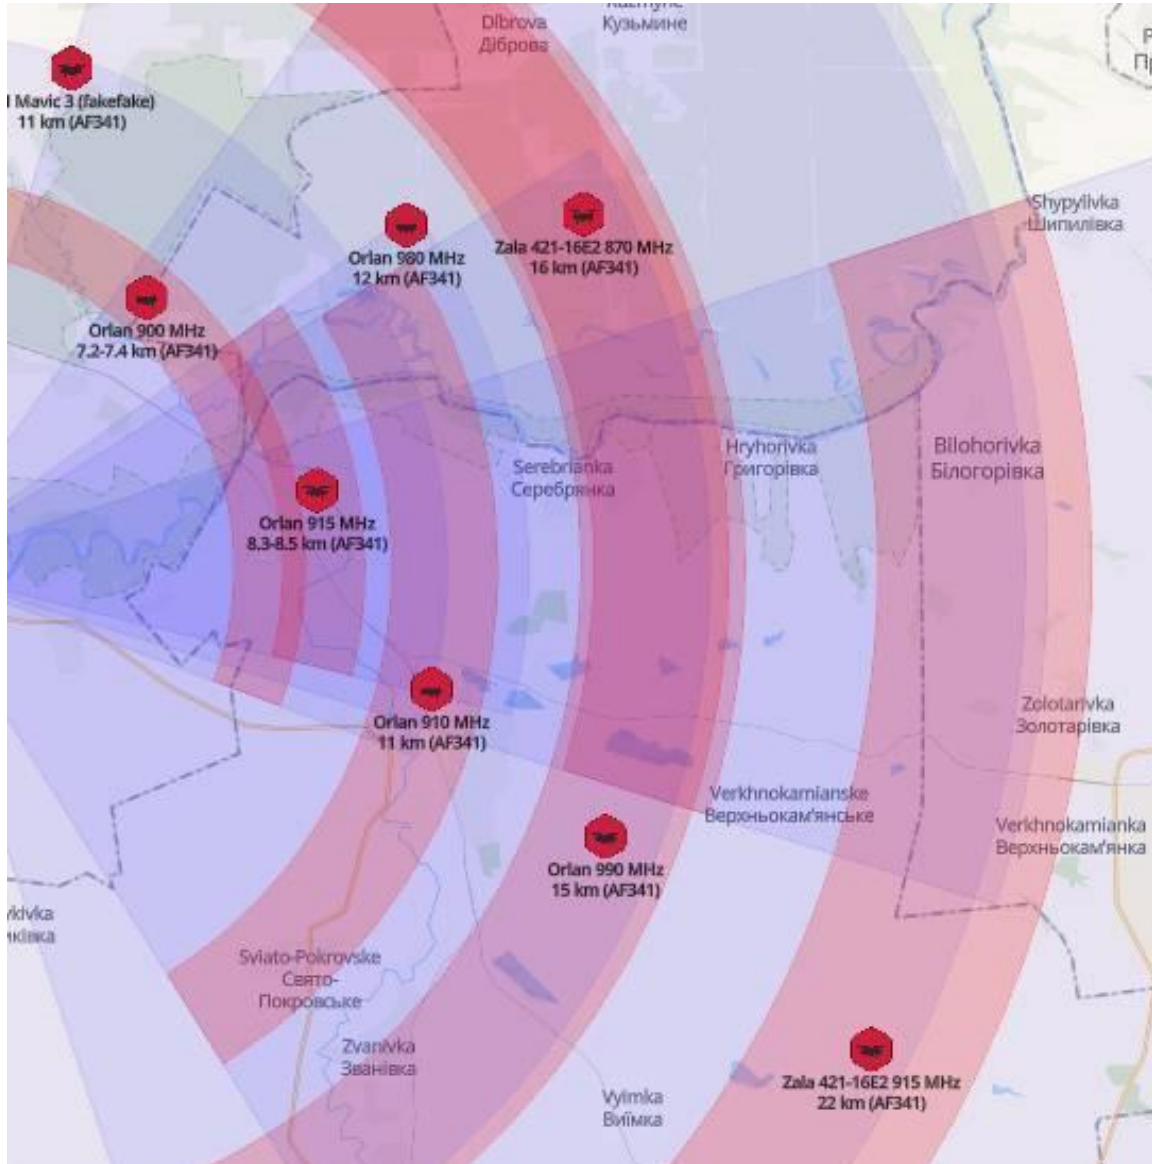 Dibrova
Діброва
Кузьмине
Mavic 3 (fakefake)
11 km (AF341)
Shypylivka
Шипилівка
Orlan 980 MHz
12 km (AF341)
Zala 421-16E2 870 MHz
16 km (AF341)
Orlan 900 MHz
7.2-7.4 km (AF341)
Hryhorivka
Григорівка
Bilohorivka
Білогорівка
Serebrianka
Серебрянка
Orlan 915 MHz
8.3-8.5 km (AF341)
Zolotarivka
Золотарівка
Orlan 910 MHz
11 km (AF341)
Verkhnokamianske
Верхньокам'янське
Verkhnokamianka
Верхньокам'янка
Orlan 990 MHz
15 km (AF341)
Sviato-Pokrovske
Свято-
Покровське
Zvanivka
Званівка
Zala 421-16E2 915 MHz
22 km (AF341)
Vyimka
Виїмка